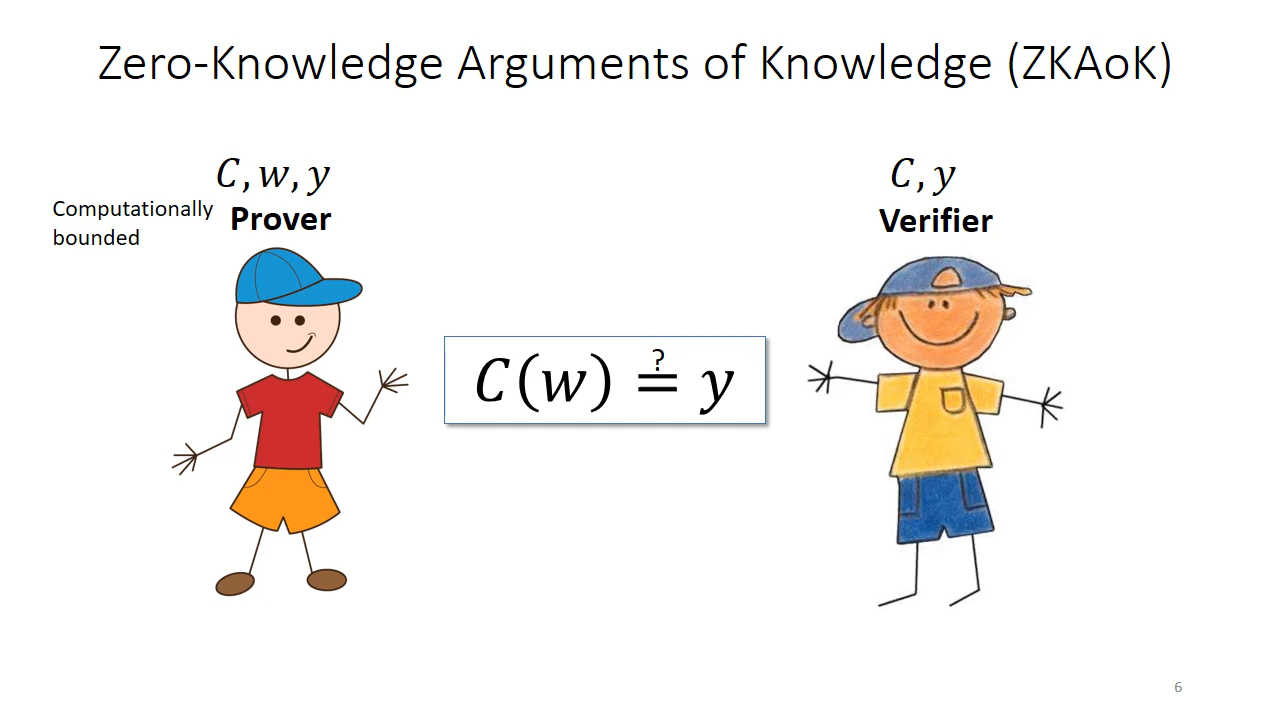 Zero-Knowledge Arguments of Knowledge (ZKAoK)
C, w, y
Computationally
bounded
Prover
C, y
Verifier
C(w) ≟ y
6